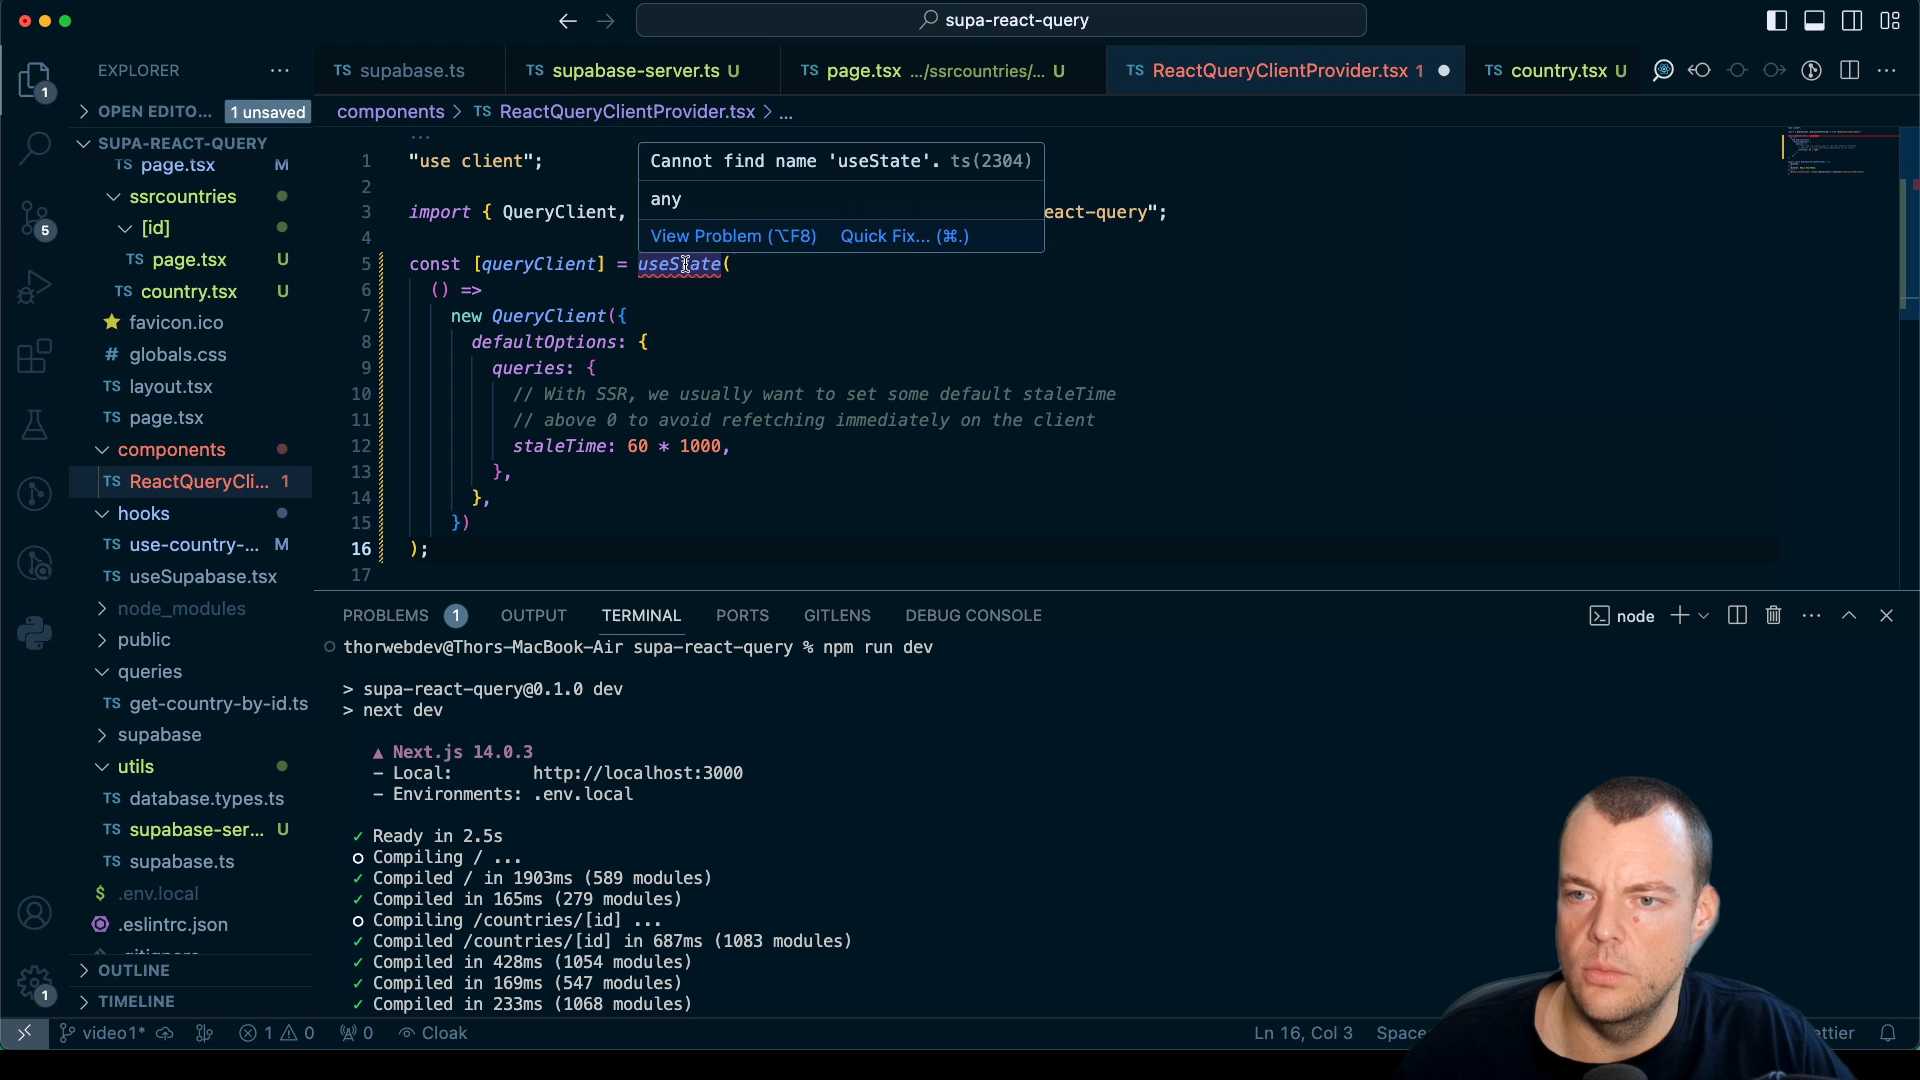 supa-react-query
EXPLORER
TS supabase.ts
TS supabase-server.ts U
TS page.tsx .../ssrcountries/... U
TS ReactQueryClientProvider.tsx 1
TS country.tsx U
1
OPEN EDITO... 1 unsaved
components > TS ReactQueryClientProvider.tsx > ...
SUPA-REACT-QUERY
TS page.tsx M
ssrcountries
[id]
TS page.tsx U
TS country.tsx U
favicon.ico
# globals.css
TS layout.tsx
TS page.tsx
components
TS ReactQueryCli... 1
hooks
TS use-country-... M
TS useSupabase.tsx
node_modules
public
queries
TS get-country-by-id.ts
supabase
utils
TS database.types.ts
TS supabase-ser... U
TS supabase.ts
$ .env.local
.eslintrc.json
OUTLINE
TIMELINE
5
1
...
1 "use client";
2
3 import { QueryClient, eact-query";
4
5 const [queryClient] = useState(
6 () =>
7 new QueryClient({
8 defaultOptions: {
9 queries: {
10 // With SSR, we usually want to set some default staleTime
11 // above 0 to avoid refetching immediately on the client
12 staleTime: 60 * 1000,
13 },
14 },
15 })
16 );
17
Cannot find name 'useState'. ts(2304)
any
View Problem (⌥F8) Quick Fix... (⌘.)
PROBLEMS 1 OUTPUT TERMINAL PORTS GITLENS DEBUG CONSOLE
node
thorwebdev@Thors-MacBook-Air supa-react-query % npm run dev
> supa-react-query@0.1.0 dev
> next dev
▲ Next.js 14.0.3
- Local: http://localhost:3000
- Environments: .env.local
✓ Ready in 2.5s
○ Compiling / ...
✓ Compiled / in 1903ms (589 modules)
✓ Compiled in 165ms (279 modules)
○ Compiling /countries/[id] ...
✓ Compiled /countries/[id] in 687ms (1083 modules)
✓ Compiled in 428ms (1054 modules)
✓ Compiled in 169ms (547 modules)
✓ Compiled in 233ms (1068 modules)
video1* 1 0 0 Cloak
Ln 16, Col 3 Space ttier